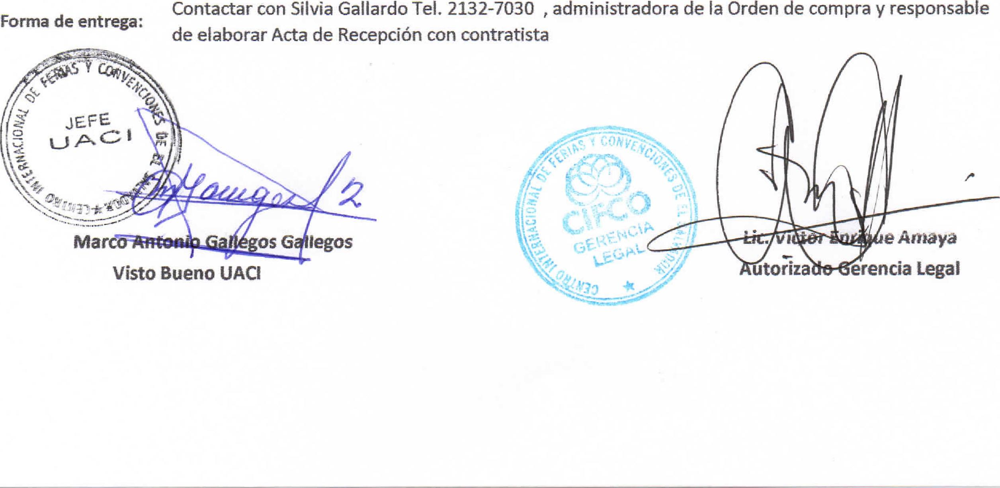 Contactar con Silvia Gallardo Tel. 2132-7030 , administradora de la Orden de compra y responsable
Forma de entrega:
de elaborar Acta de Recepción con contratista
CENTRO INTERNACIONAL DE FERIAS Y CONVENCIONES DE EL SALVADOR ★
JEFE
UACI
CENTRO INTERNACIONAL DE FERIAS Y CONVENCIONES DE EL SALVADOR ★
CIFCO
GERENCIA
LEGAL
Marco Antonio Gallegos Gallegos
Lic. Victor Enrique Amaya
Visto Bueno UACI
Autorizado Gerencia Legal